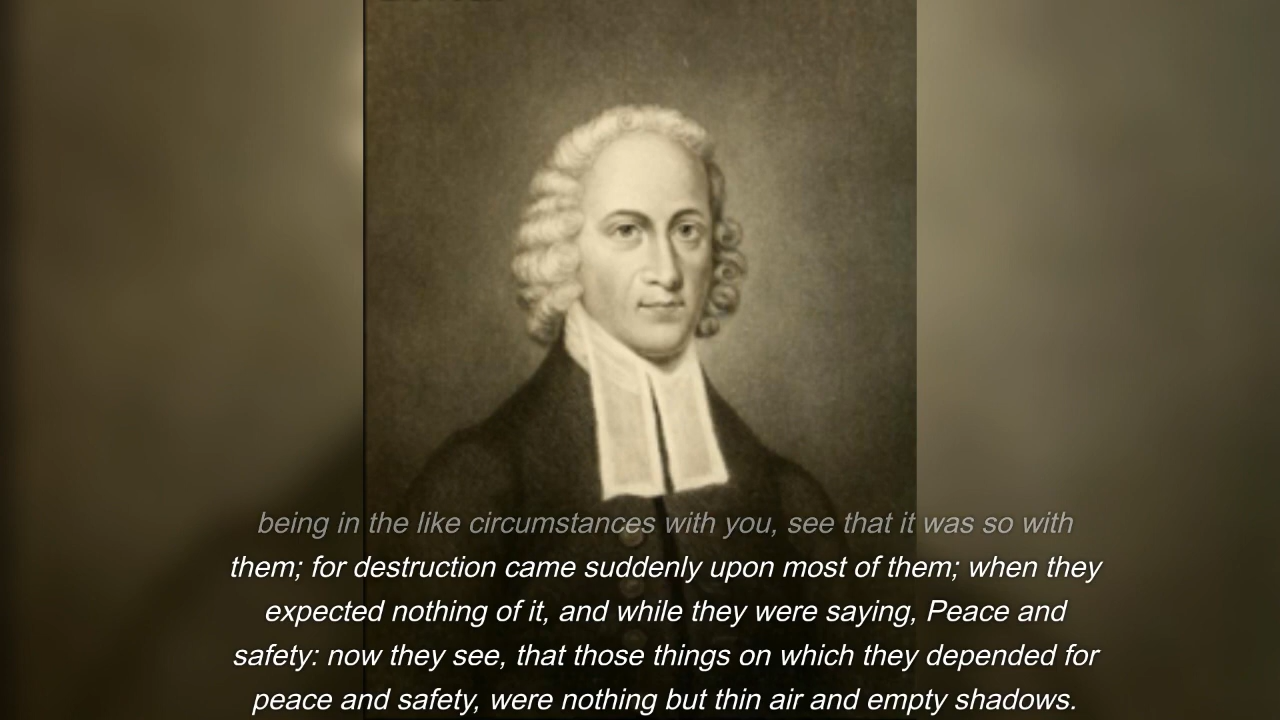 being in the like circumstances with you, see that it was so with
them; for destruction came suddenly upon most of them; when they
expected nothing of it, and while they were saying, Peace and
safety: now they see, that those things on which they depended for
peace and safety, were nothing but thin air and empty shadows.